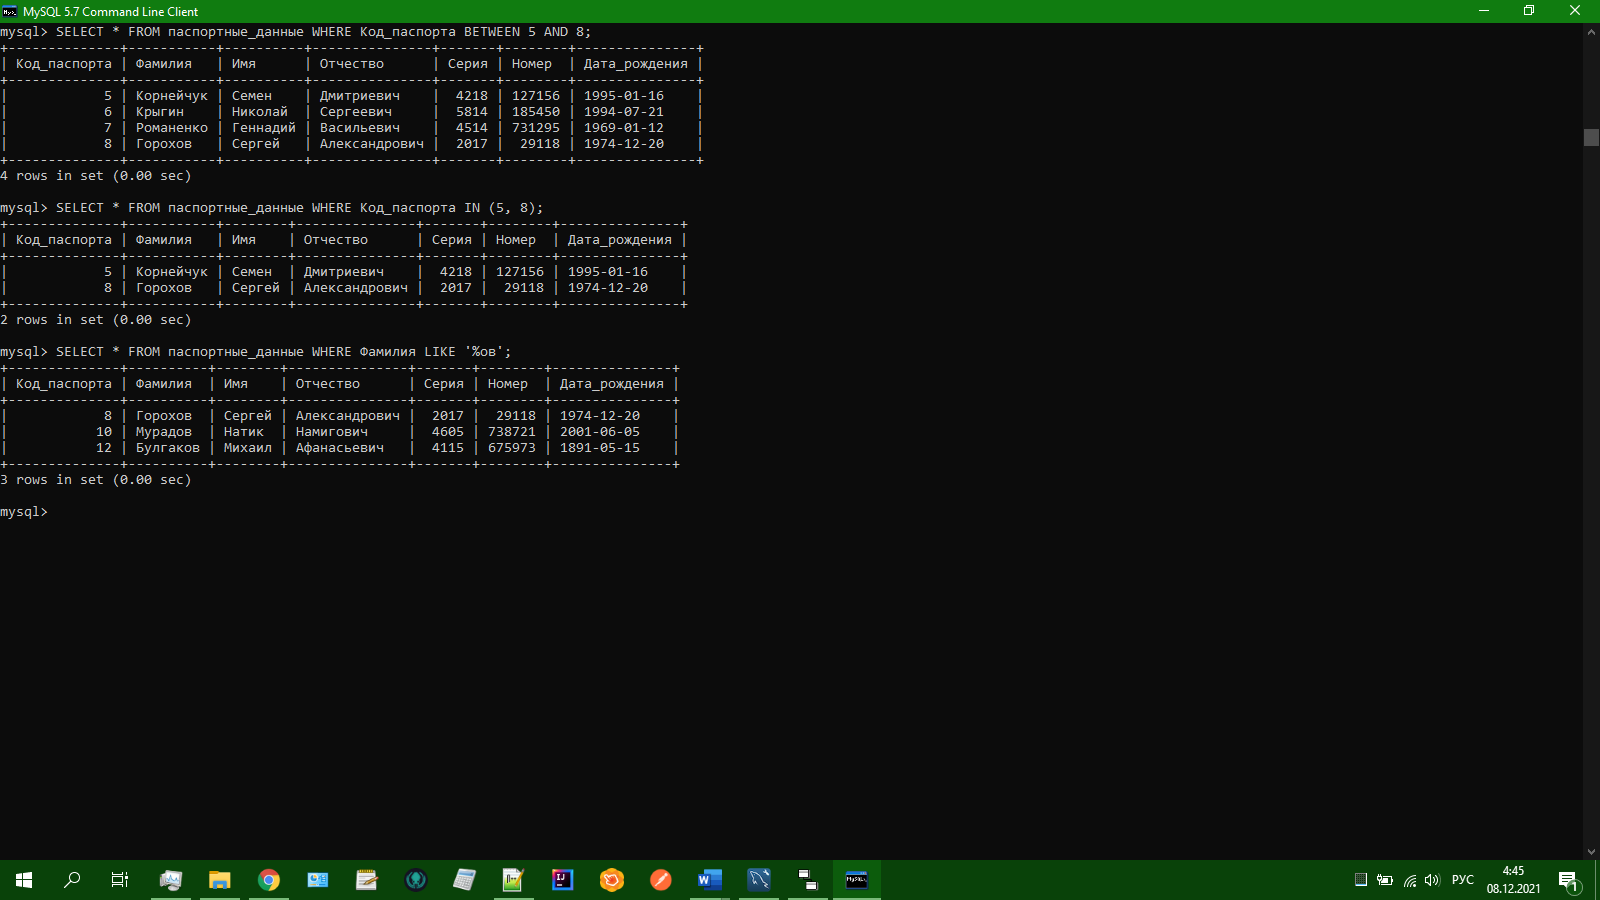 MySQL 5.7 Command Line Client
mysql> SELECT * FROM паспортные_данные WHERE Код_паспорта BETWEEN 5 AND 8;
+--------------+-----------+----------+---------------+-------+--------+---------------+
| Код_паспорта | Фамилия   | Имя      | Отчество      | Серия | Номер  | Дата_рождения |
+--------------+-----------+----------+---------------+-------+--------+---------------+
|            5 | Корнейчук | Семен    | Дмитриевич    |  4218 | 127156 | 1995-01-16    |
|            6 | Крыгин    | Николай  | Сергеевич     |  5814 | 185450 | 1994-07-21    |
|            7 | Романенко | Геннадий | Васильевич    |  4514 | 731295 | 1969-01-12    |
|            8 | Горохов   | Сергей   | Александрович |  2017 |  29118 | 1974-12-20    |
+--------------+-----------+----------+---------------+-------+--------+---------------+
4 rows in set (0.00 sec)
mysql> SELECT * FROM паспортные_данные WHERE Код_паспорта IN (5, 8);
+--------------+-----------+--------+---------------+-------+--------+---------------+
| Код_паспорта | Фамилия   | Имя    | Отчество      | Серия | Номер  | Дата_рождения |
+--------------+-----------+--------+---------------+-------+--------+---------------+
|            5 | Корнейчук | Семен  | Дмитриевич    |  4218 | 127156 | 1995-01-16    |
|            8 | Горохов   | Сергей | Александрович |  2017 |  29118 | 1974-12-20    |
+--------------+-----------+--------+---------------+-------+--------+---------------+
2 rows in set (0.00 sec)
mysql> SELECT * FROM паспортные_данные WHERE Фамилия LIKE '%ов';
+--------------+----------+--------+---------------+-------+--------+---------------+
| Код_паспорта | Фамилия  | Имя    | Отчество      | Серия | Номер  | Дата_рождения |
+--------------+----------+--------+---------------+-------+--------+---------------+
|            8 | Горохов  | Сергей | Александрович |  2017 |  29118 | 1974-12-20    |
|           10 | Мурадов  | Натик  | Намигович     |  4605 | 738721 | 2001-06-05    |
|           12 | Булгаков | Михаил | Афанасьевич   |  4115 | 675973 | 1891-05-15    |
+--------------+----------+--------+---------------+-------+--------+---------------+
3 rows in set (0.00 sec)
mysql>
РУС
4:45
08.12.2021
1